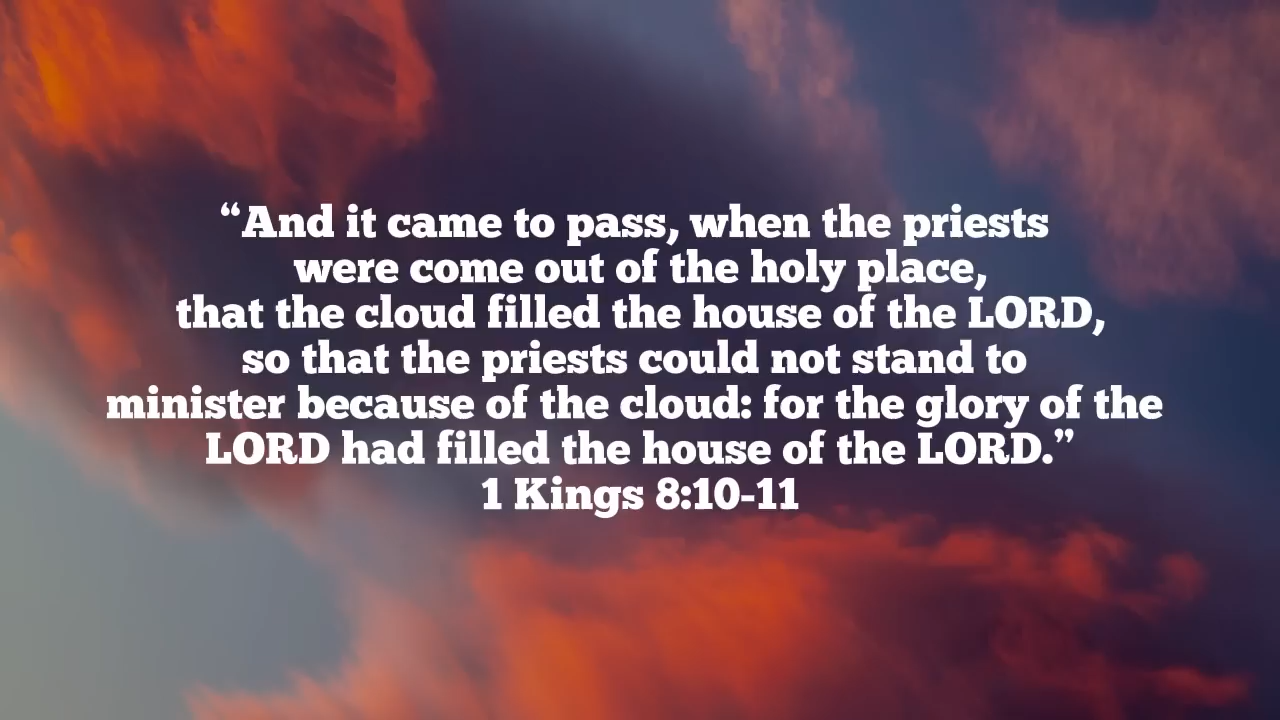 “And it came to pass, when the priests
were come out of the holy place,
that the cloud filled the house of the LORD,
so that the priests could not stand to
minister because of the cloud: for the glory of the
LORD had filled the house of the LORD.”
1 Kings 8:10-11